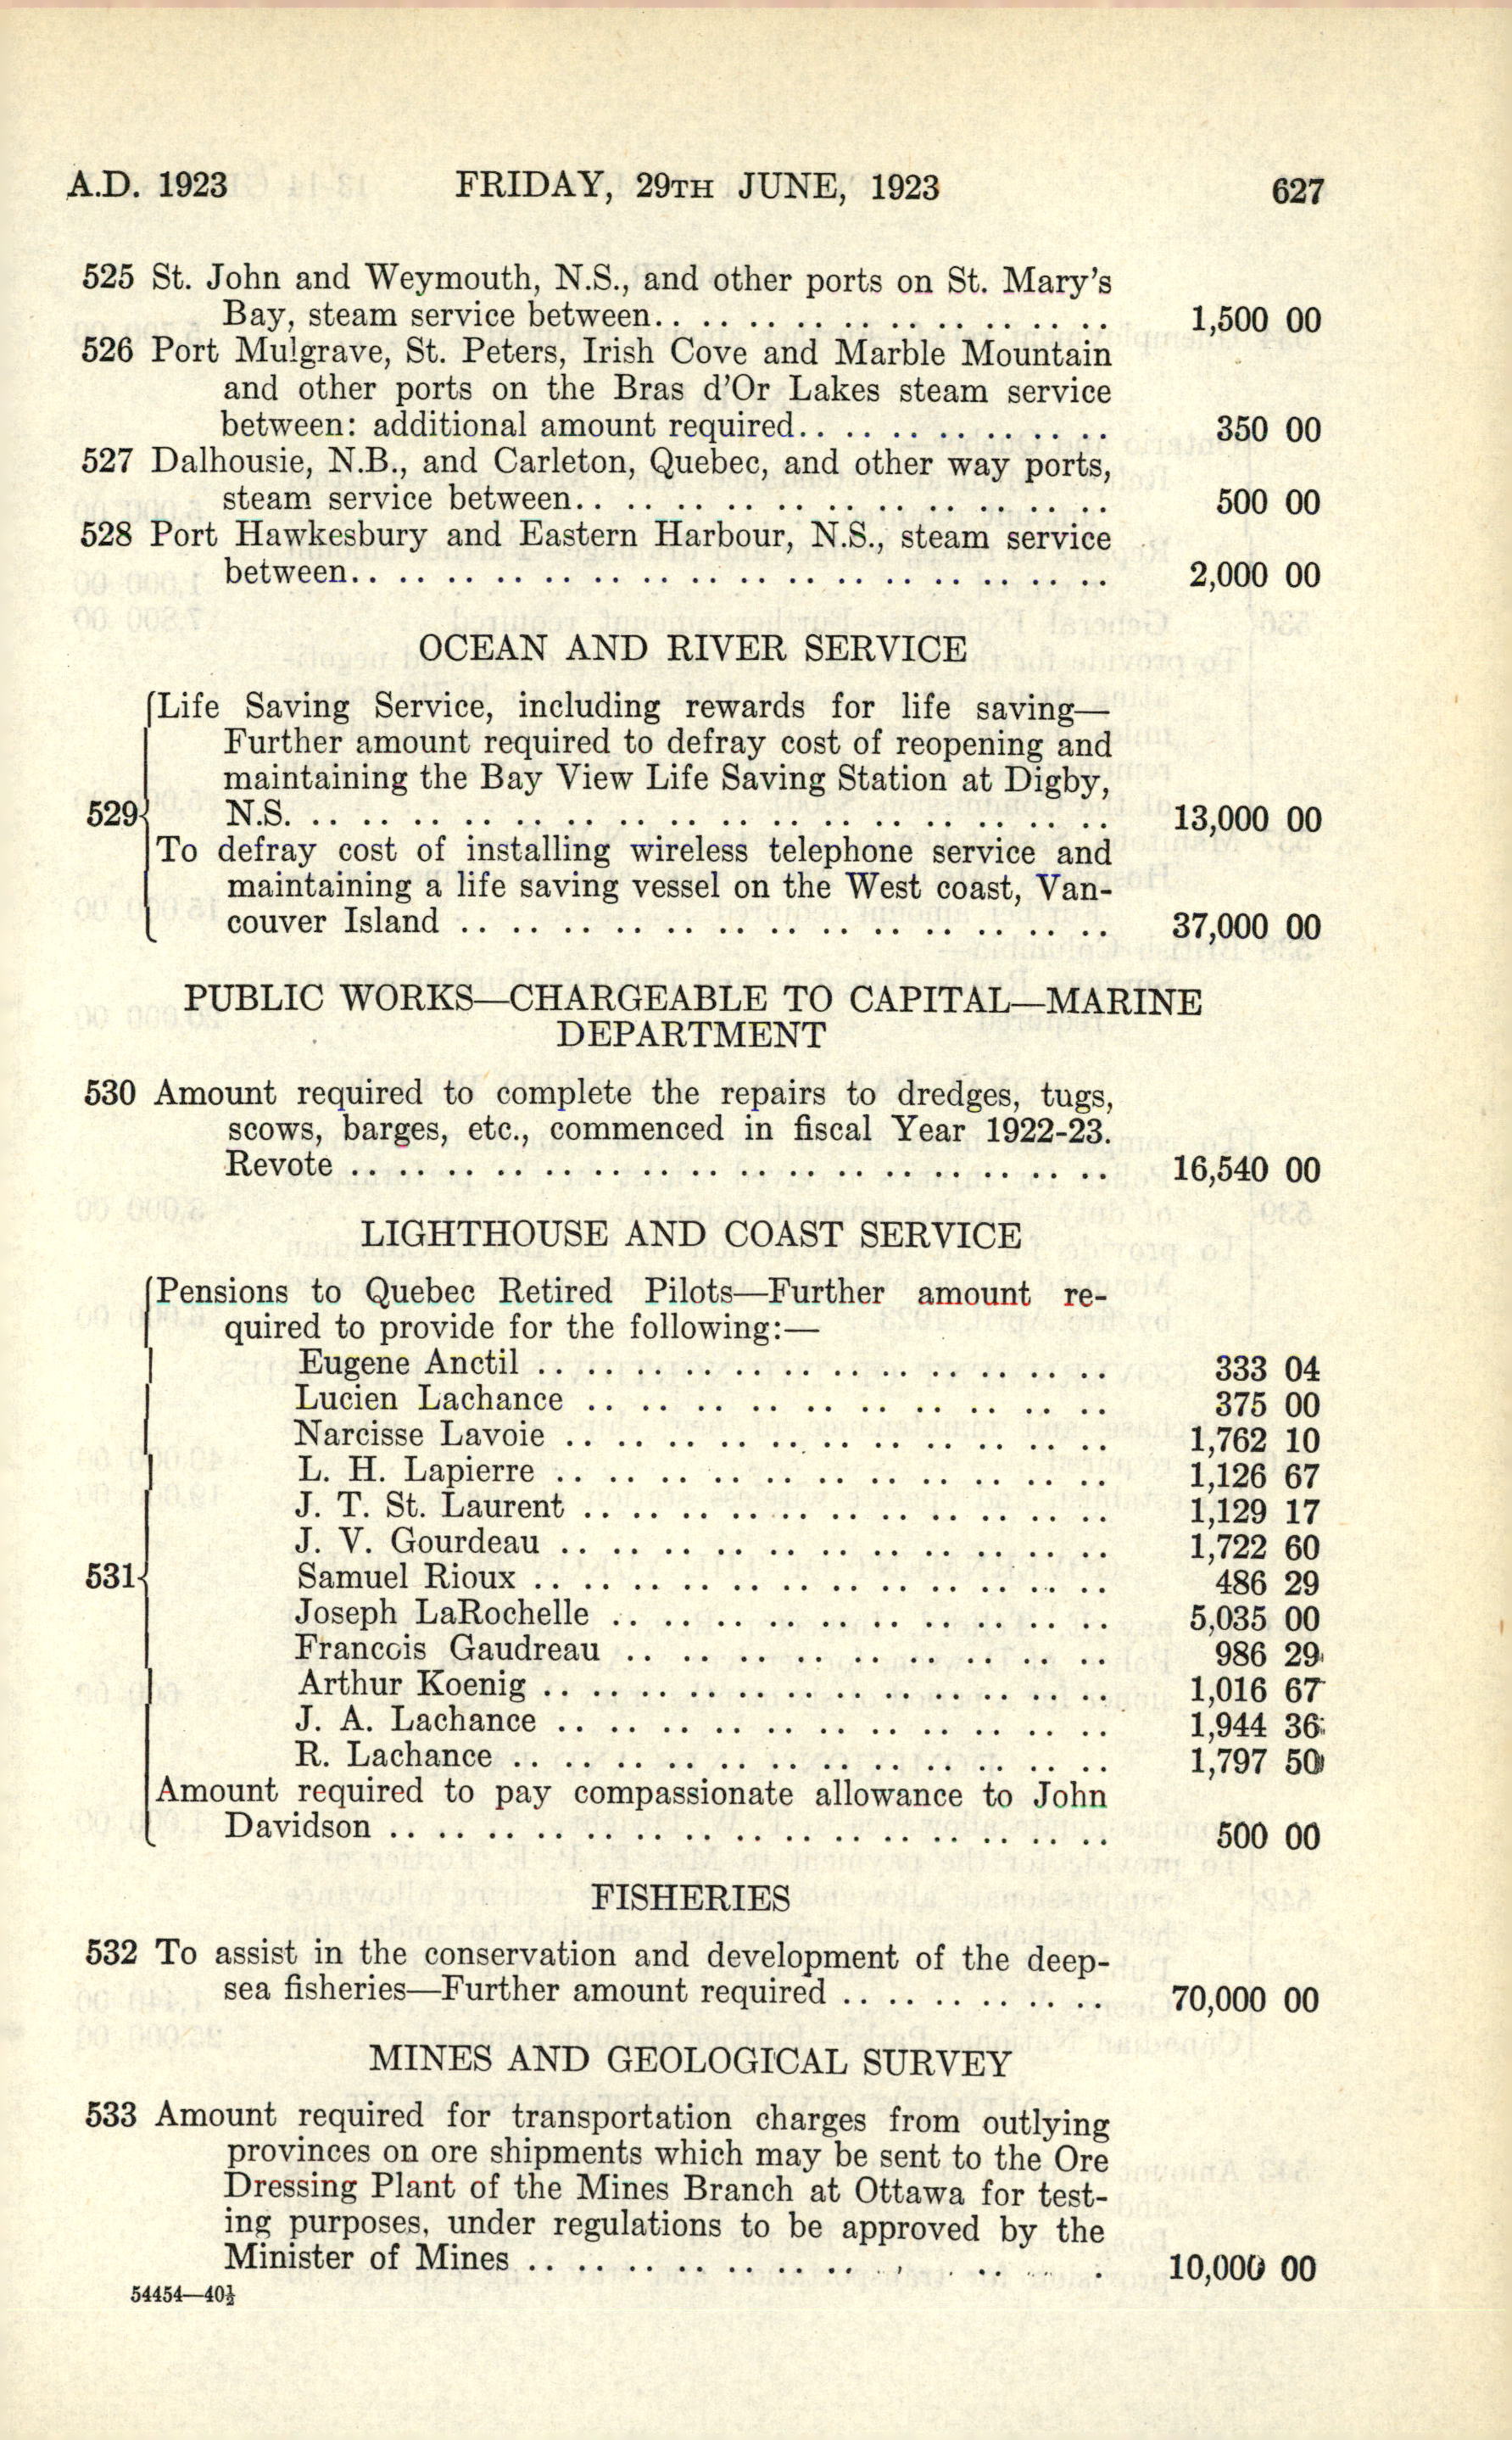 A.D. 1923 FRIDAY, 29TH JUNE, 1923 627
525 St. John and Weymouth, N.S., and other ports on St. Mary's
Bay, steam service between. . . . . . . . . . . . . . . . . . . . 1,500 00
526 Port Mulgrave, St. Peters, Irish Cove and Marble Mountain
and other ports on the Bras d'Or Lakes steam service
between: additional amount required. . . . . . . . . . . . . . 350 00
527 Dalhousie, N.B., and Carleton, Quebec, and other way ports,
steam service between. . . . . . . . . . . . . . . . . . . . . . . 500 00
528 Port Hawkesbury and Eastern Harbour, N.S., steam service
between. . . . . . . . . . . . . . . . . . . . . . . . . . . . . . . . 2,000 00
OCEAN AND RIVER SERVICE
Life Saving Service, including rewards for life saving—
Further amount required to defray cost of reopening and
maintaining the Bay View Life Saving Station at Digby,
529 N.S. . . . . . . . . . . . . . . . . . . . . . . . . . . . . . . . . . 13,000 00
To defray cost of installing wireless telephone service and
maintaining a life saving vessel on the West coast, Van-
couver Island . . . . . . . . . . . . . . . . . . . . . . . . . . . 37,000 00
PUBLIC WORKS—CHARGEABLE TO CAPITAL—MARINE
DEPARTMENT
530 Amount required to complete the repairs to dredges, tugs,
scows, barges, etc., commenced in fiscal Year 1922-23.
Revote . . . . . . . . . . . . . . . . . . . . . . . . . . . . . . . . 16,540 00
LIGHTHOUSE AND COAST SERVICE
Pensions to Quebec Retired Pilots—Further amount re-
quired to provide for the following:—
Eugene Anctil . . . . . . . . . . . . . . . . . . . . . . . . 333 04
Lucien Lachance . . . . . . . . . . . . . . . . . . . . . . 375 00
Narcisse Lavoie . . . . . . . . . . . . . . . . . . . . . . 1,762 10
L. H. Lapierre . . . . . . . . . . . . . . . . . . . . . . . 1,126 67
J. T. St. Laurent . . . . . . . . . . . . . . . . . . . . . . 1,129 17
J. V. Gourdeau . . . . . . . . . . . . . . . . . . . . . . . 1,722 60
531 Samuel Rioux . . . . . . . . . . . . . . . . . . . . . . . . 486 29
Joseph LaRochelle . . . . . . . . . . . . . . . . . . . . . 5,035 00
Francois Gaudreau . . . . . . . . . . . . . . . . . . . . 986 29
Arthur Koenig . . . . . . . . . . . . . . . . . . . . . . . 1,016 67
J. A. Lachance . . . . . . . . . . . . . . . . . . . . . . . 1,944 36
R. Lachance . . . . . . . . . . . . . . . . . . . . . . . . . 1,797 50
Amount required to pay compassionate allowance to John
Davidson . . . . . . . . . . . . . . . . . . . . . . . . . . . . . . 500 00
FISHERIES
532 To assist in the conservation and development of the deep-
sea fisheries—Further amount required . . . . . . . . . . . 70,000 00
MINES AND GEOLOGICAL SURVEY
533 Amount required for transportation charges from outlying
provinces on ore shipments which may be sent to the Ore
Dressing Plant of the Mines Branch at Ottawa for test-
ing purposes, under regulations to be approved by the
Minister of Mines . . . . . . . . . . . . . . . . . . . . . . 10,000 00
54454—40½